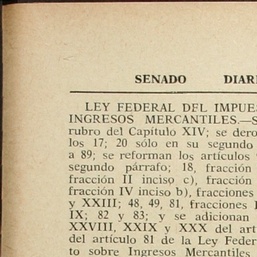 SENADO DIAR
LEY FEDERAL DEL IMPUE
INGRESOS MERCANTILES.—S
rubro del Capítulo XIV; se dero
los 17; 20 sólo en su segundo
a 89; se reforman los artículos
segundo párrafo; 18, fracción
fracción II inciso c), fracción
fracción IV inciso b), fracciones
y XXIII; 48, 49, 81, fracciones I
IX; 82 y 83; y se adicionan
XXVIII, XXIX y XXX del art
del artículo 81 de la Ley Feder
to sobre Ingresos Mercantiles